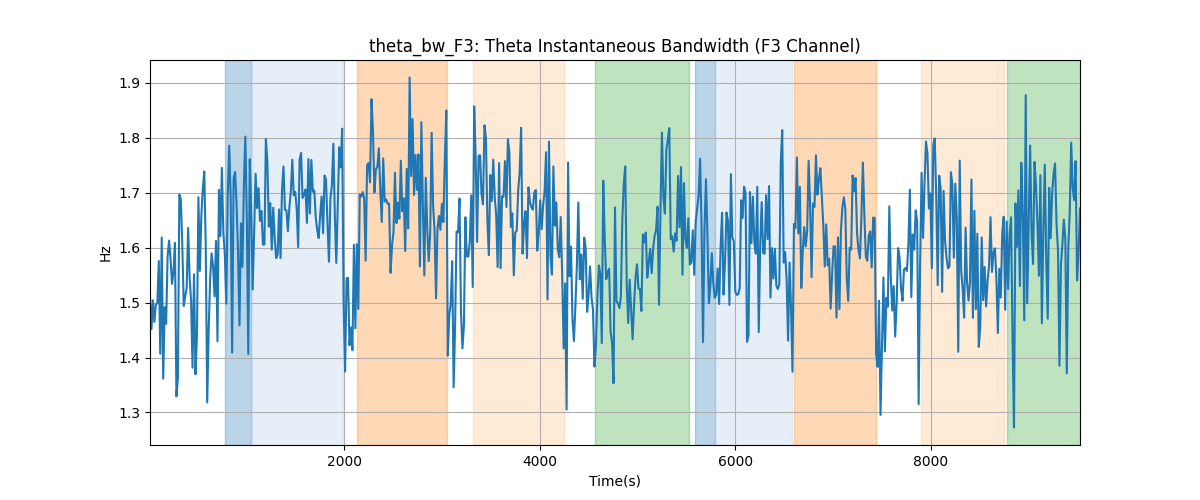 theta_bw_F3: Theta Instantaneous Bandwidth (F3 Channel)
1.9
1.8
1.7
1.6
1.5
1.4
1.3
Hz
2000 4000 6000 8000
Time(s)